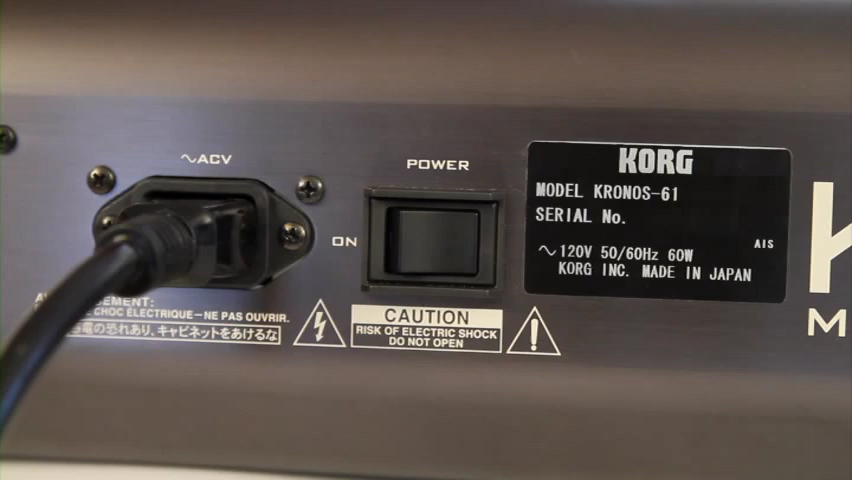 ∿ACV
POWER
ON
KORG
MODEL KRONOS-61
SERIAL No.
AIS
∿ 120V 50/60Hz 60W
KORG INC. MADE IN JAPAN
CHOC ÉLECTRIQUE–NE PAS OUVRIR.
の恐れあり、キャビネットをあけるな
CAUTION
RISK OF ELECTRIC SHOCK
DO NOT OPEN
K
M